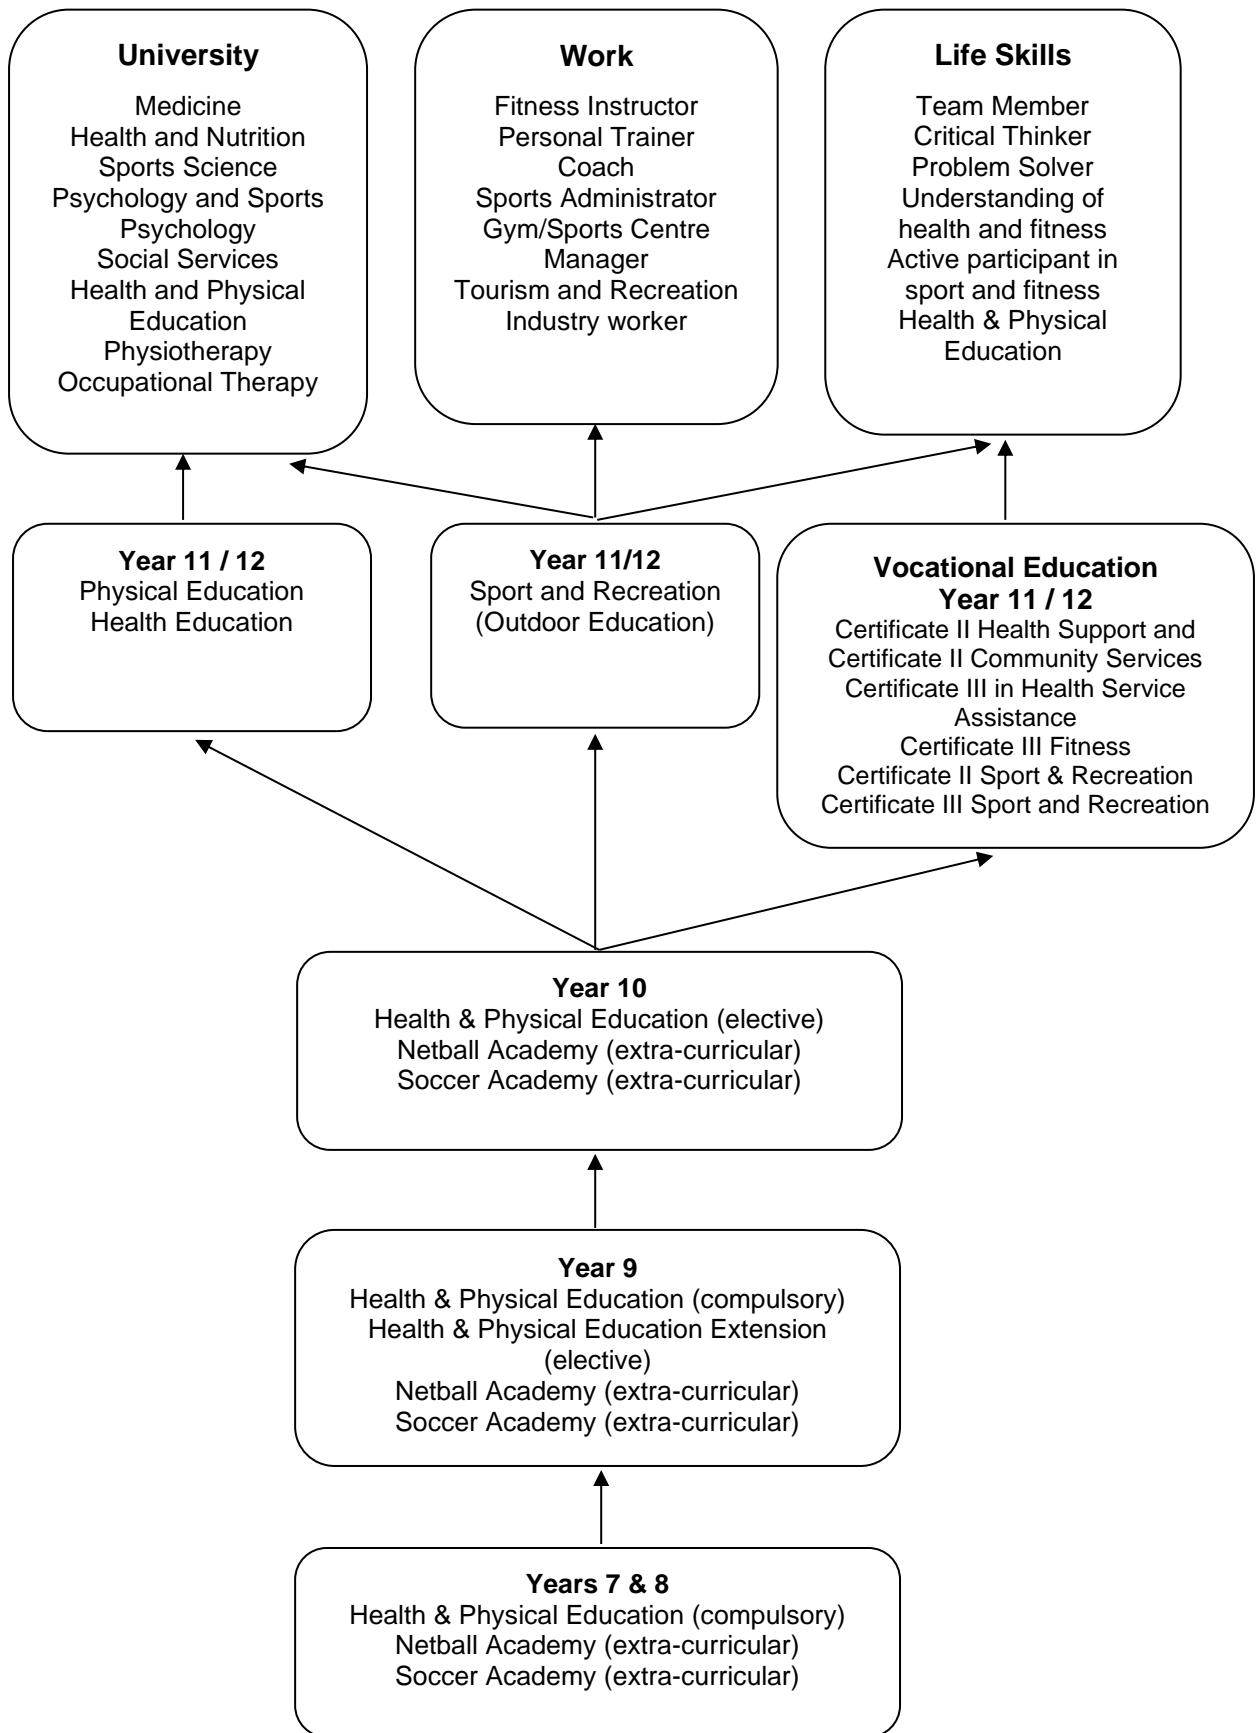 University
Medicine
Health and Nutrition
Sports Science
Psychology and Sports
Psychology
Social Services
Health and Physical
Education
Physiotherapy
Occupational Therapy
Work
Fitness Instructor
Personal Trainer
Coach
Sports Administrator
Gym/Sports Centre
Manager
Tourism and Recreation
Industry worker
Life Skills
Team Member
Critical Thinker
Problem Solver
Understanding of
health and fitness
Active participant in
sport and fitness
Health & Physical
Education
Year 11 / 12
Physical Education
Health Education
Year 11/12
Sport and Recreation
(Outdoor Education)
Vocational Education
Year 11 / 12
Certificate II Health Support and
Certificate II Community Services
Certificate III in Health Service
Assistance
Certificate III Fitness
Certificate II Sport & Recreation
Certificate III Sport and Recreation
Year 10
Health & Physical Education (elective)
Netball Academy (extra-curricular)
Soccer Academy (extra-curricular)
Year 9
Health & Physical Education (compulsory)
Health & Physical Education Extension
(elective)
Netball Academy (extra-curricular)
Soccer Academy (extra-curricular)
Years 7 & 8
Health & Physical Education (compulsory)
Netball Academy (extra-curricular)
Soccer Academy (extra-curricular)